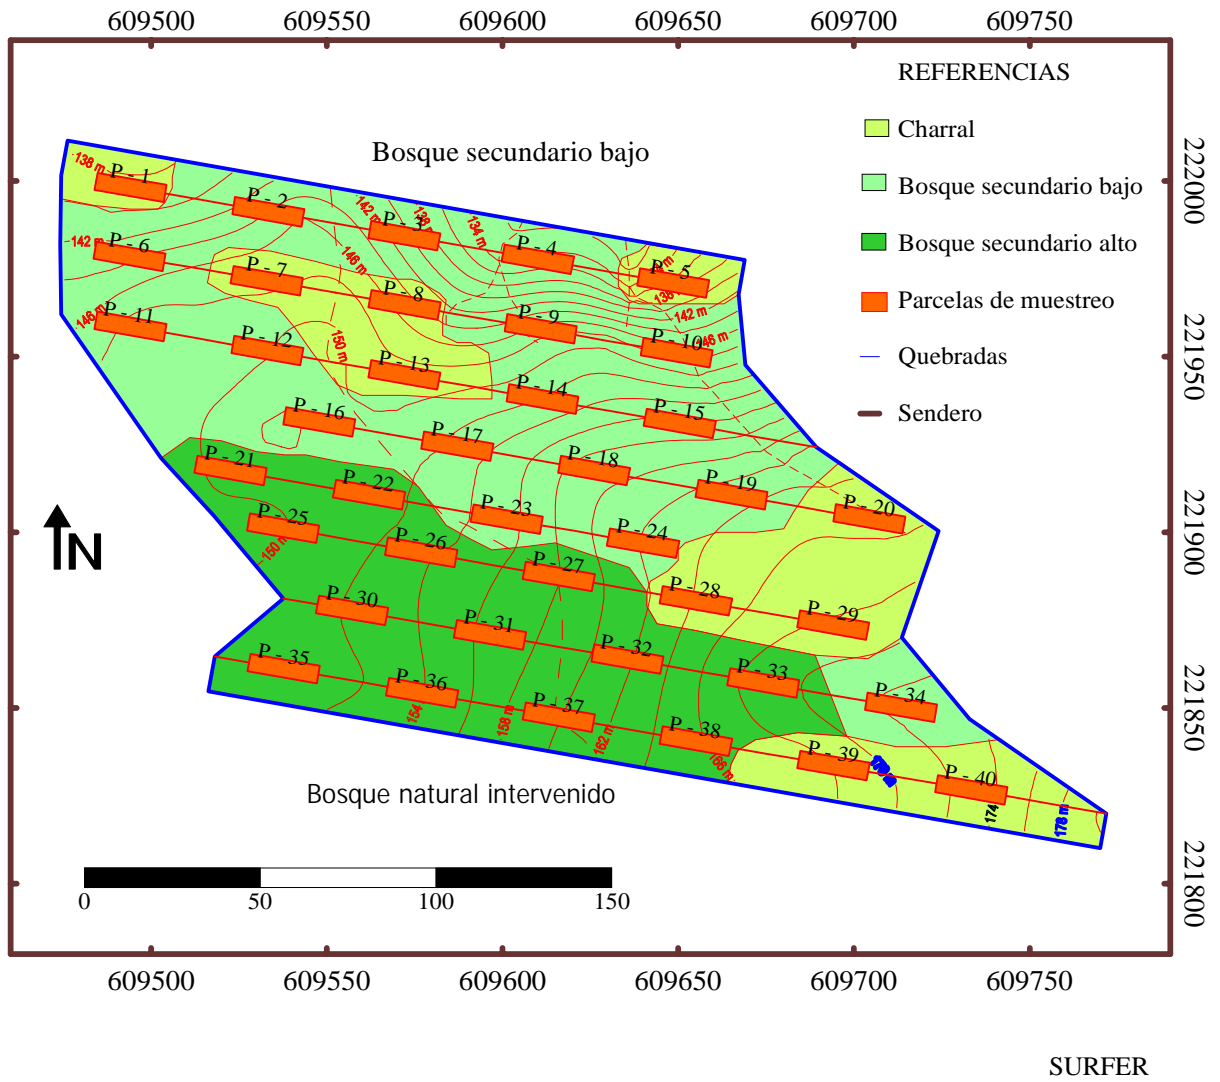 609500 609550 609600 609650 609700 609750
REFERENCIAS
Charral
Bosque secundario bajo
Bosque secundario alto
Parcelas de muestreo
Quebradas
Sendero
222000
221950
221900
221850
221800
Bosque secundario bajo
138 m
P - 1
P - 2
142 m
P - 3
138
134 m
P - 4
P - 5
138
142 m
146 m
142 m
P - 6
P - 7
146 m
P - 8
P - 9
P - 10
146 m
P - 11
P - 12
150 m
P - 13
P - 14
P - 15
P - 16
P - 17
P - 18
P - 19
P - 20
P - 21
P - 22
P - 23
P - 24
P - 25
P - 26
P - 27
P - 28
P - 29
150 m
P - 30
P - 31
P - 32
P - 33
P - 34
P - 35
P - 36
P - 37
P - 38
P - 39
P - 40
154
158 m
162 m
166 m
174
178 m
N
Bosque natural intervenido
0 50 100 150
609500 609550 609600 609650 609700 609750
SURFER